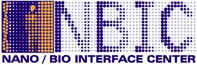 NBIC
NANO / BIO INTERFACE CENTER